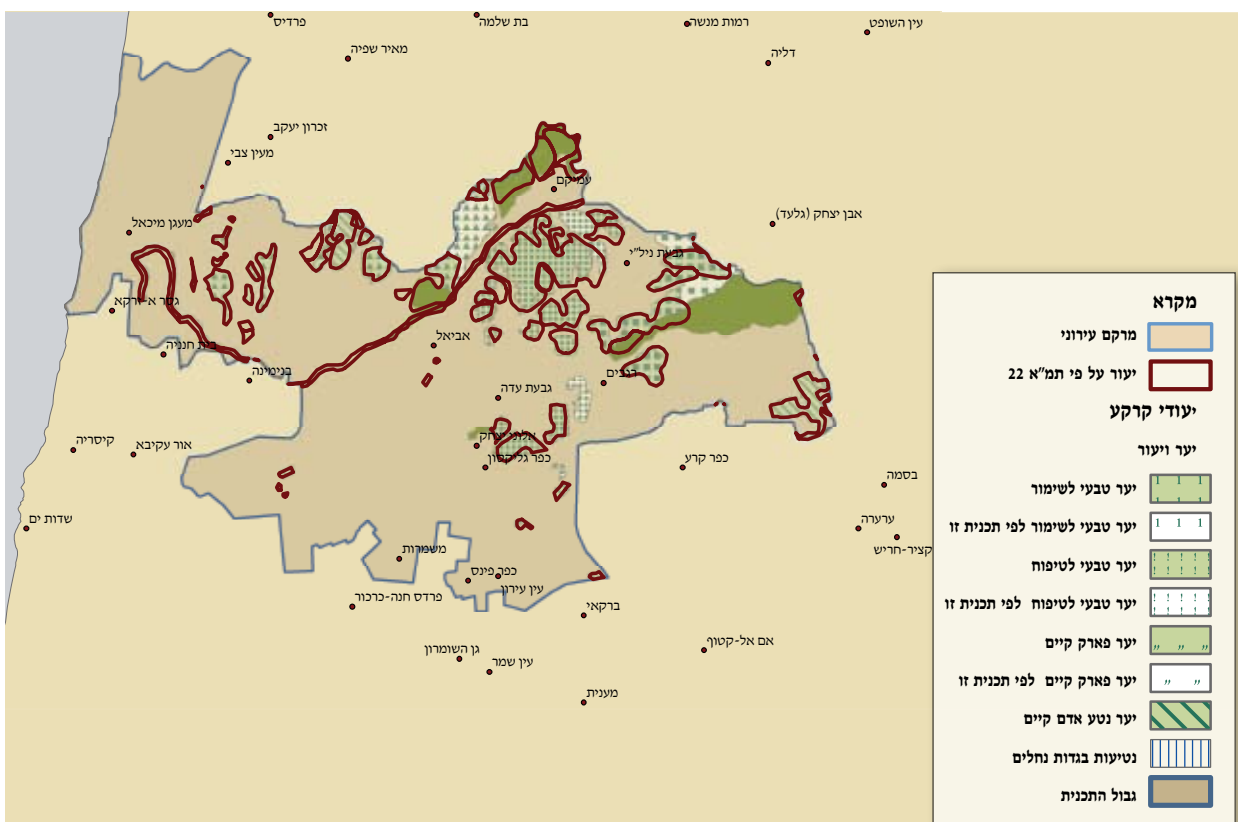 פרדיס
בת שלמה
רמות מנשה
עין השופט
מאיר שפיה
דליה
זכרון יעקב
מעין צבי
עמיקם
אבן יצחק (גלעד)
מעגן מיכאל
גבעת ניל"י
גסר א-זרקא
אביאל
בית חנניה
בנימינה
רגבים
גבעת עדה
אלוני יצחק
קיסריה
אור עקיבא
כפר גליקסון
כפר קרע
בסמה
שדות ים
ערערה
קציר-חריש
משמרות
כפר פינס
עין עירון
פרדס חנה-כרכור
ברקאי
גן השומרון
עין שמר
אם אל-קטוף
מענית
מקרא
מרקם עירוני
יעור על פי תמ"א 22
יעודי קרקע
יער ויעור
יער טבעי לשימור
יער טבעי לשימור לפי תכנית זו
יער טבעי לטיפוח
יער טבעי לטיפוח לפי תכנית זו
יער פארק קיים
יער פארק קיים לפי תכנית זו
יער נטע אדם קיים
נטיעות בגדות נחלים
גבול התכנית